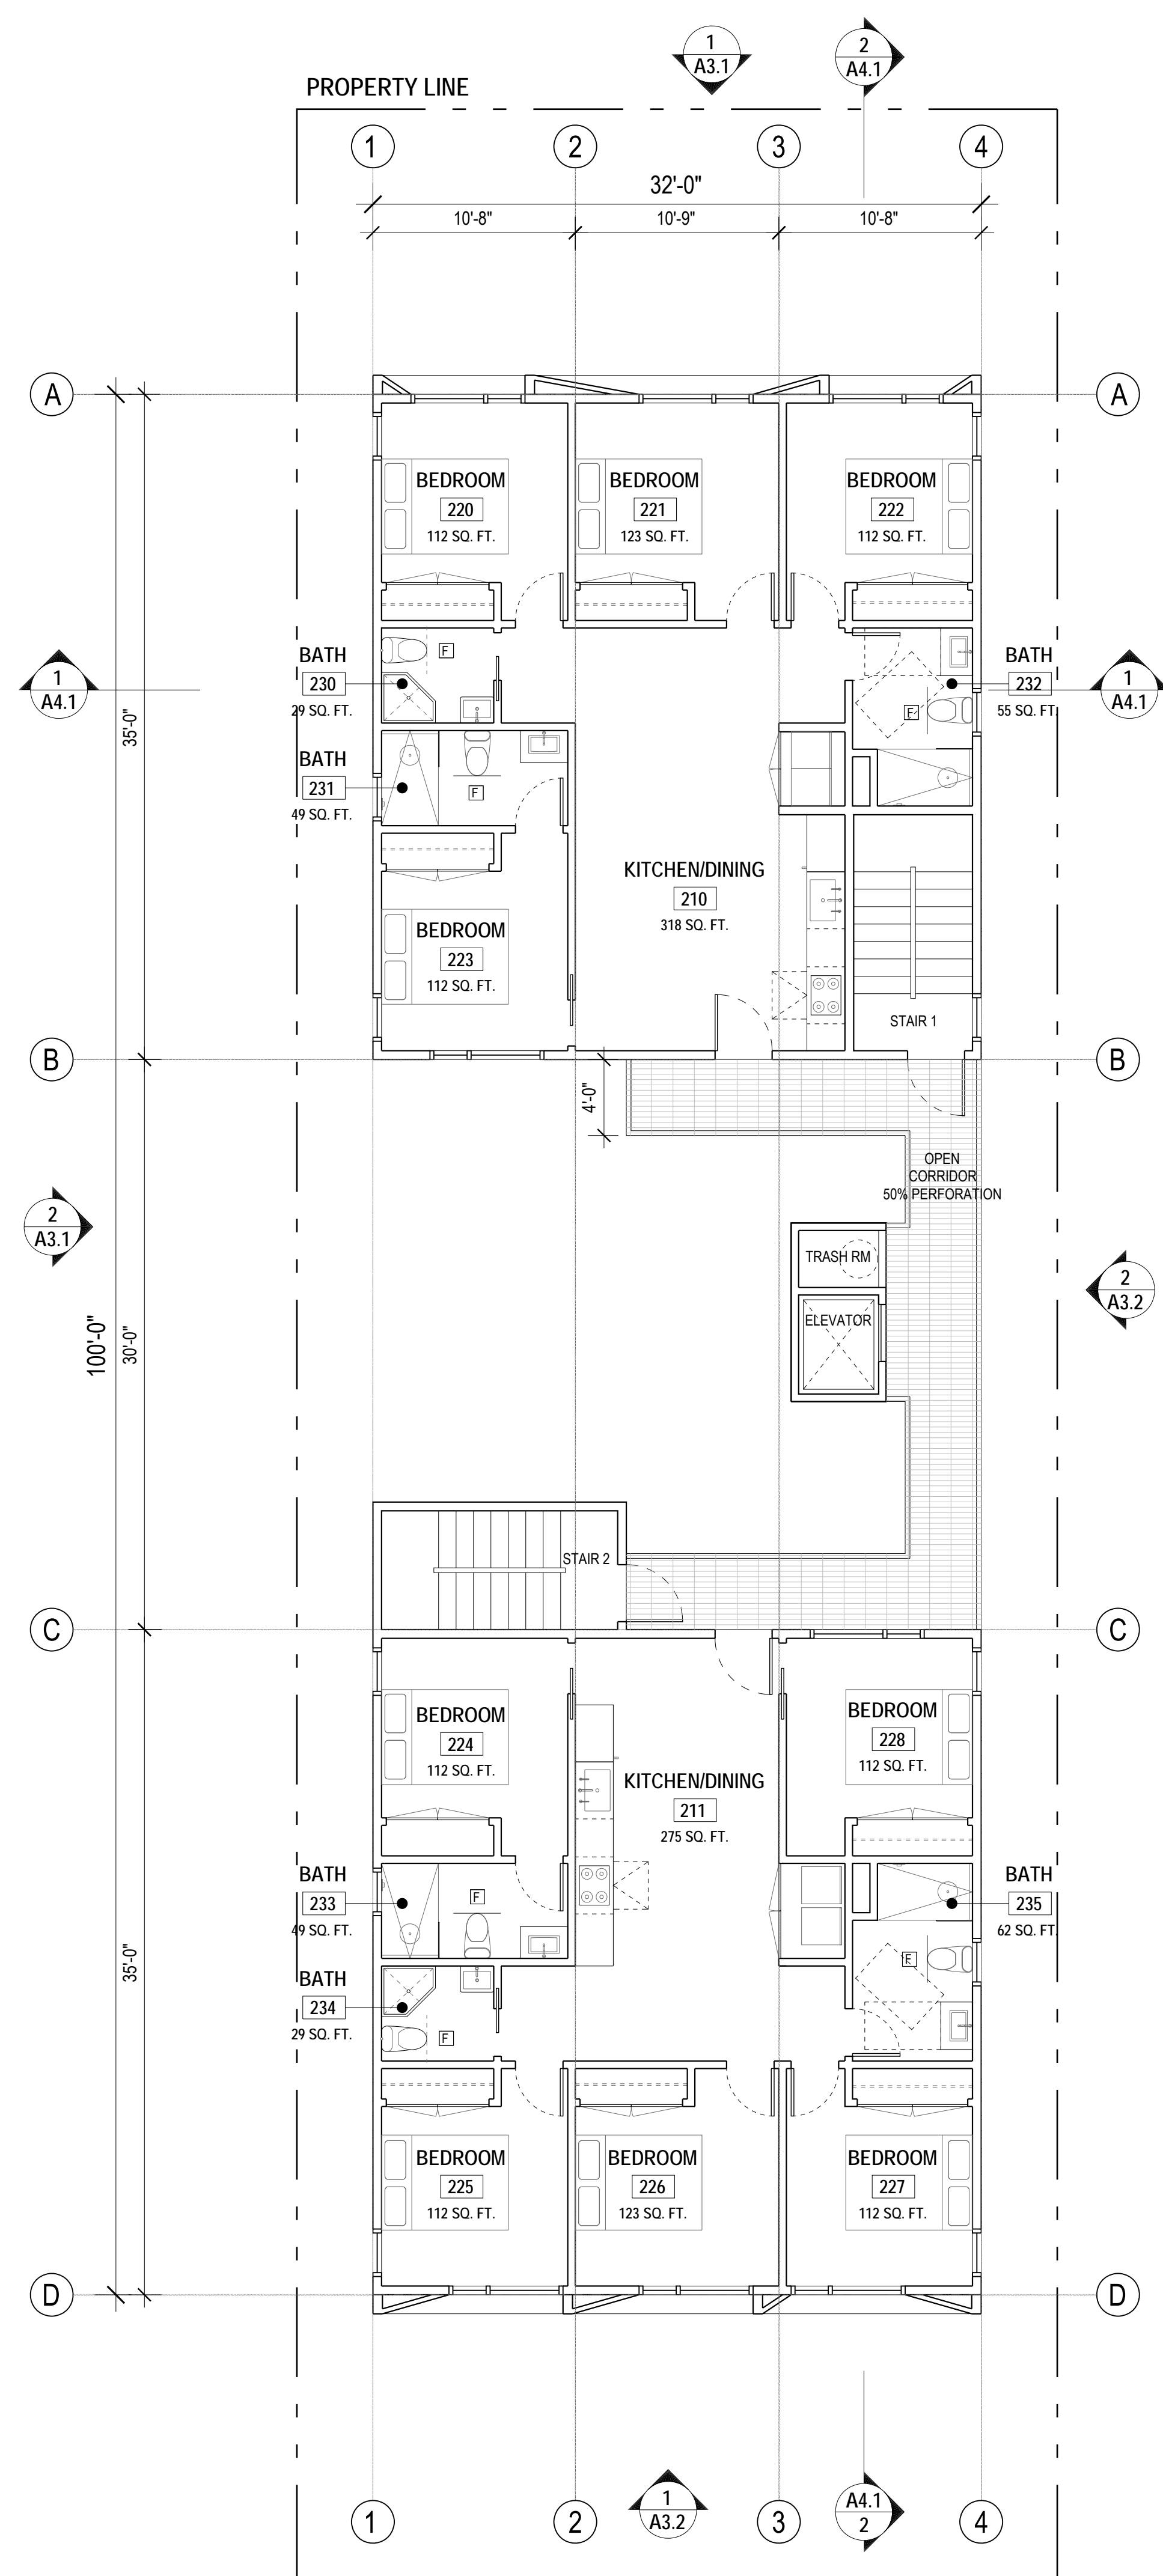 1
A3.1
2
A4.1
PROPERTY LINE
1
2
3
4
32'-0"
10'-8"
10'-9"
10'-8"
A
A
BEDROOM
220
112 SQ. FT.
BEDROOM
221
123 SQ. FT.
BEDROOM
222
112 SQ. FT.
1
A4.1
35'-0"
BATH
230
29 SQ. FT.
F
BATH
232
55 SQ. FT.
F
1
A4.1
BATH
231
49 SQ. FT.
F
KITCHEN/DINING
210
318 SQ. FT.
BEDROOM
223
112 SQ. FT.
STAIR 1
B
B
4'-0"
OPEN
CORRIDOR
50% PERFORATION
2
A3.1
TRASH RM
ELEVATOR
2
A3.2
100'-0"
30'-0"
STAIR 2
C
C
BEDROOM
224
112 SQ. FT.
BEDROOM
228
112 SQ. FT.
KITCHEN/DINING
211
275 SQ. FT.
BATH
233
49 SQ. FT.
F
BATH
235
62 SQ. FT.
F
35'-0"
BATH
234
29 SQ. FT.
F
BEDROOM
225
112 SQ. FT.
BEDROOM
226
123 SQ. FT.
BEDROOM
227
112 SQ. FT.
D
D
1
2
1
A3.2
3
A4.1
2
4